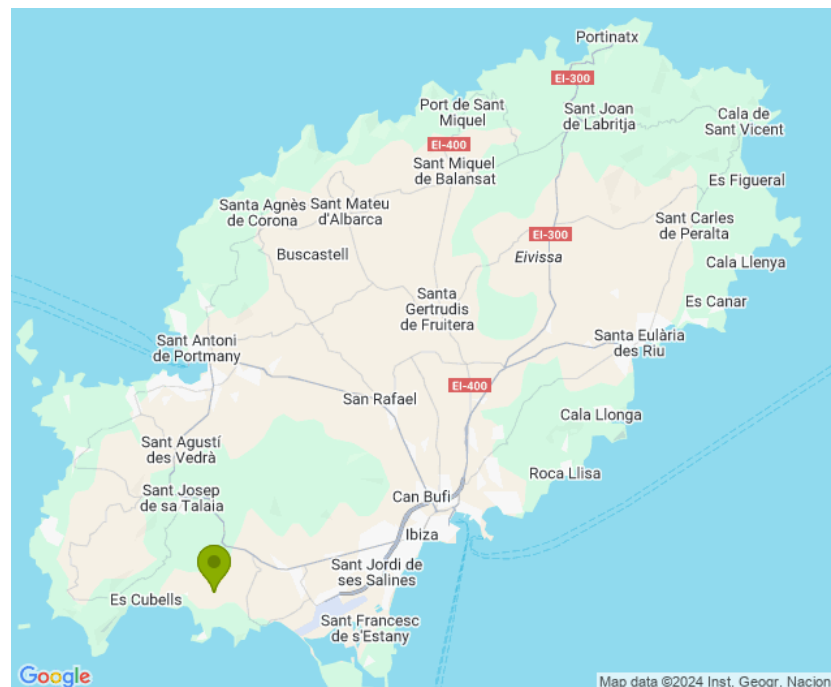 Portinatx
EI-300
Port de Sant
Miquel
Sant Joan
de Labritja
Cala de
Sant Vicent
EI-400
Sant Miquel
de Balansat
Es Figueral
Santa Agnès
de Corona
Sant Mateu
d'Albarca
Sant Carles
de Peralta
EI-300
Buscastell
Eivissa
Cala Llenya
Santa
Gertrudis
de Fruitera
Es Canar
Sant Antoni
de Portmany
Santa Eulària
des Riu
EI-400
San Rafael
Cala Llonga
Sant Agustí
des Vedrà
Roca Llisa
Sant Josep
de sa Talaia
Can Bufi
Ibiza
Sant Jordi de
ses Salines
Es Cubells
Sant Francesc
de s'Estany
Google
Map data ©2024 Inst. Geogr. Nacion